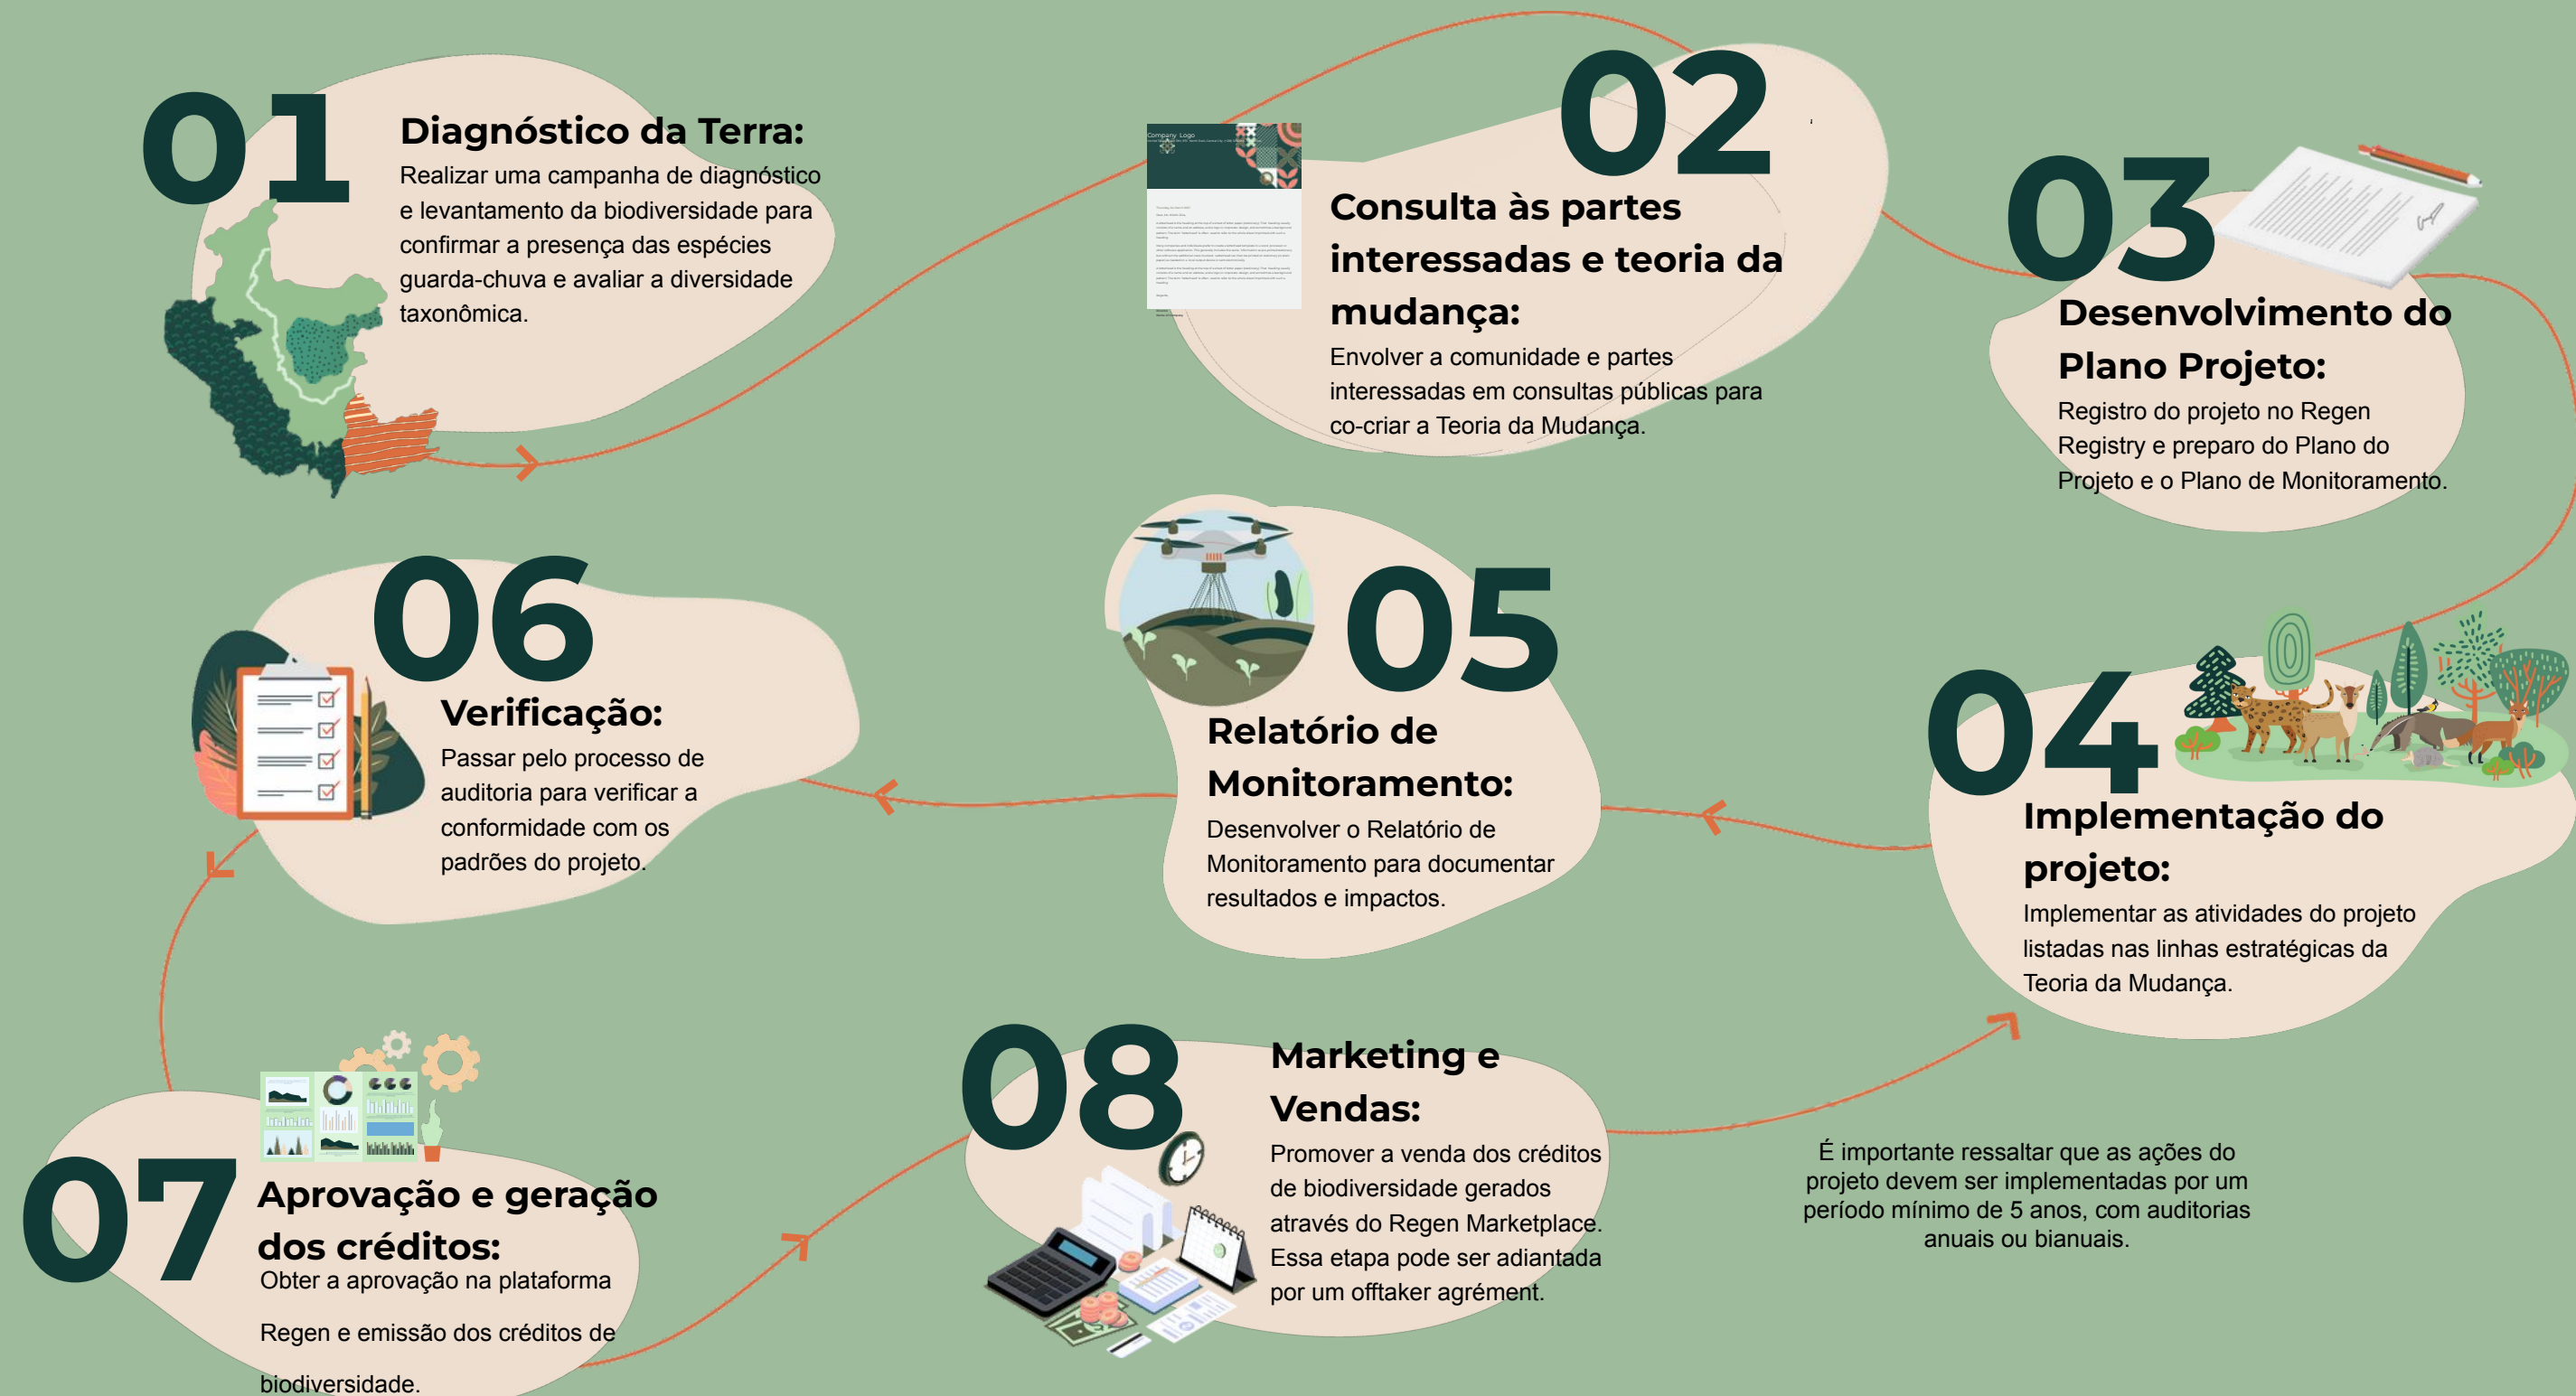 01
Diagnóstico da Terra:
Realizar uma campanha de diagnóstico
e levantamento da biodiversidade para
confirmar a presença das espécies
guarda-chuva e avaliar a diversidade
taxonômica.
02
Company Logo
Consulta às partes
interessadas e teoria da
mudança:
Envolver a comunidade e partes
interessadas em consultas públicas para
co-criar a Teoria da Mudança.
03
Desenvolvimento do
Plano Projeto:
Registro do projeto no Regen
Registry e preparo do Plano do
Projeto e o Plano de Monitoramento.
04
Implementação do
projeto:
Implementar as atividades do projeto
listadas nas linhas estratégicas da
Teoria da Mudança.
05
Relatório de
Monitoramento:
Desenvolver o Relatório de
Monitoramento para documentar
resultados e impactos.
06
Verificação:
Passar pelo processo de
auditoria para verificar a
conformidade com os
padrões do projeto.
07
Aprovação e geração
dos créditos:
Obter a aprovação na plataforma
Regen e emissão dos créditos de
biodiversidade.
08
Marketing e
Vendas:
Promover a venda dos créditos
de biodiversidade gerados
através do Regen Marketplace.
Essa etapa pode ser adiantada
por um offtaker agrément.
É importante ressaltar que as ações do
projeto devem ser implementadas por um
período mínimo de 5 anos, com auditorias
anuais ou bianuais.